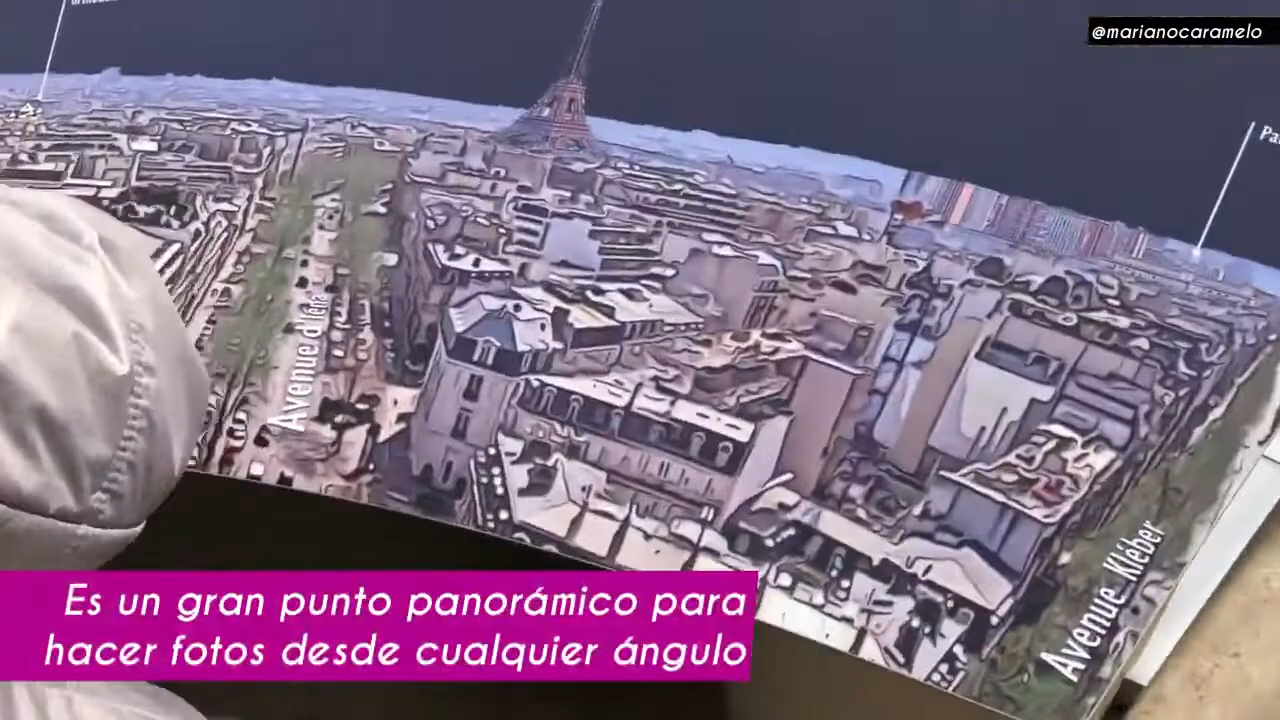 @marianocaramelo
Avenue d'Iéna
Avenue Kléber
Es un gran punto panorámico para
hacer fotos desde cualquier ángulo